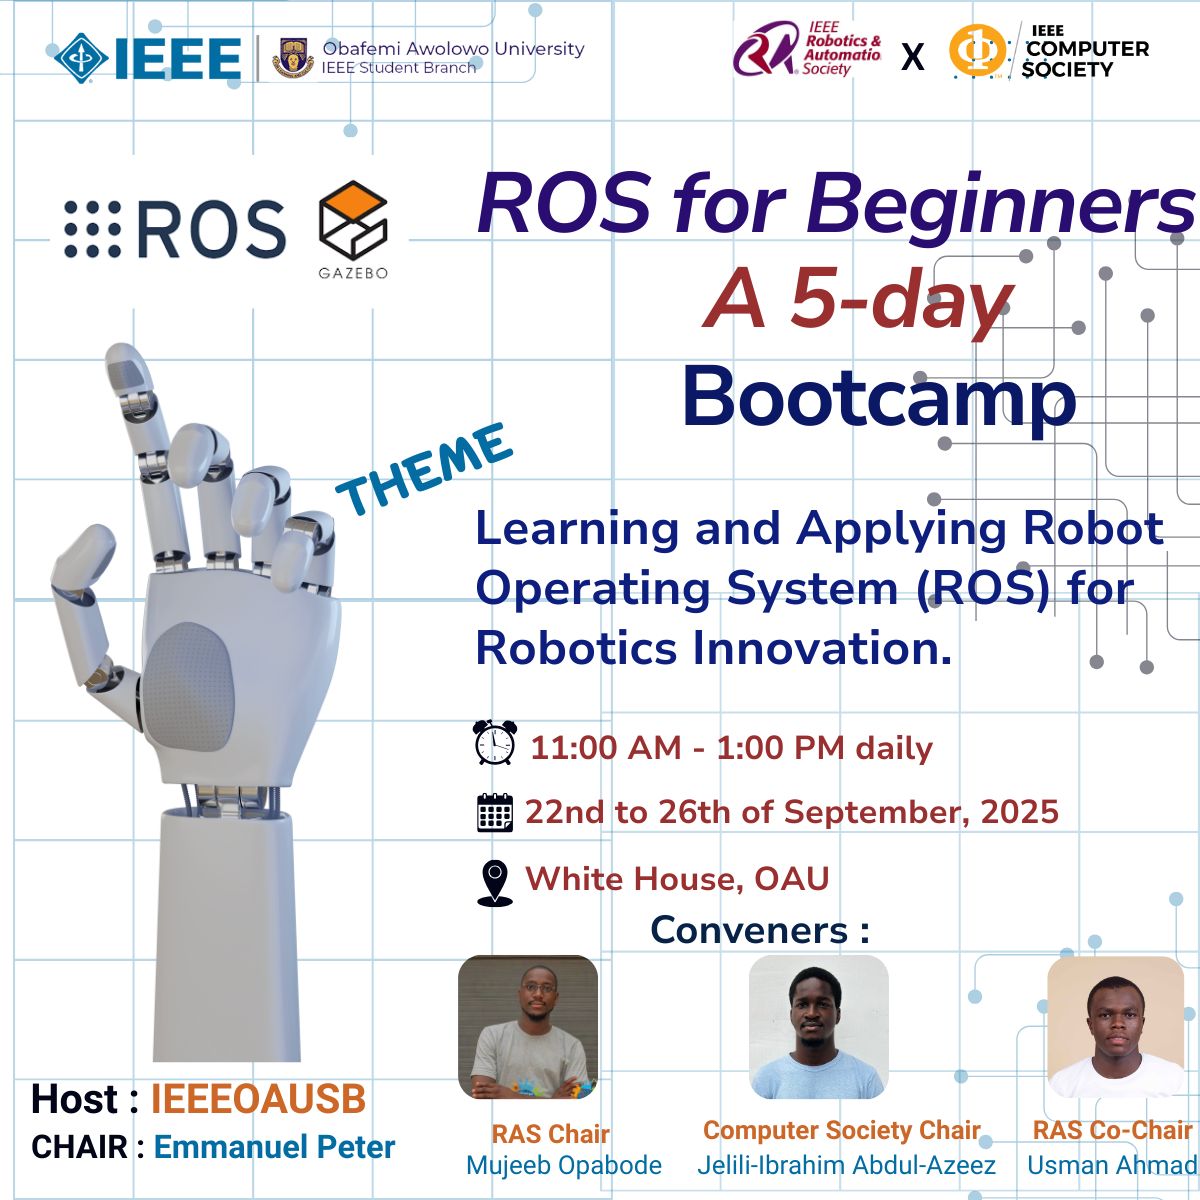 IEEE
Obafemi Awolowo University
IEEE Student Branch
IEEE
Robotics &
Automatio
Society
X
IEEE
COMPUTER
SOCIETY
ROS
GAZEBO
ROS for Beginners
A 5-day
Bootcamp
THEME
Learning and Applying Robot
Operating System (ROS) for
Robotics Innovation.
11:00 AM - 1:00 PM daily
22nd to 26th of September, 2025
White House, OAU
Conveners :
Host : IEEEOAUSB
CHAIR : Emmanuel Peter
RAS Chair
Mujeeb Opabode
Computer Society Chair
Jelili-Ibrahim Abdul-Azeez
RAS Co-Chair
Usman Ahmad